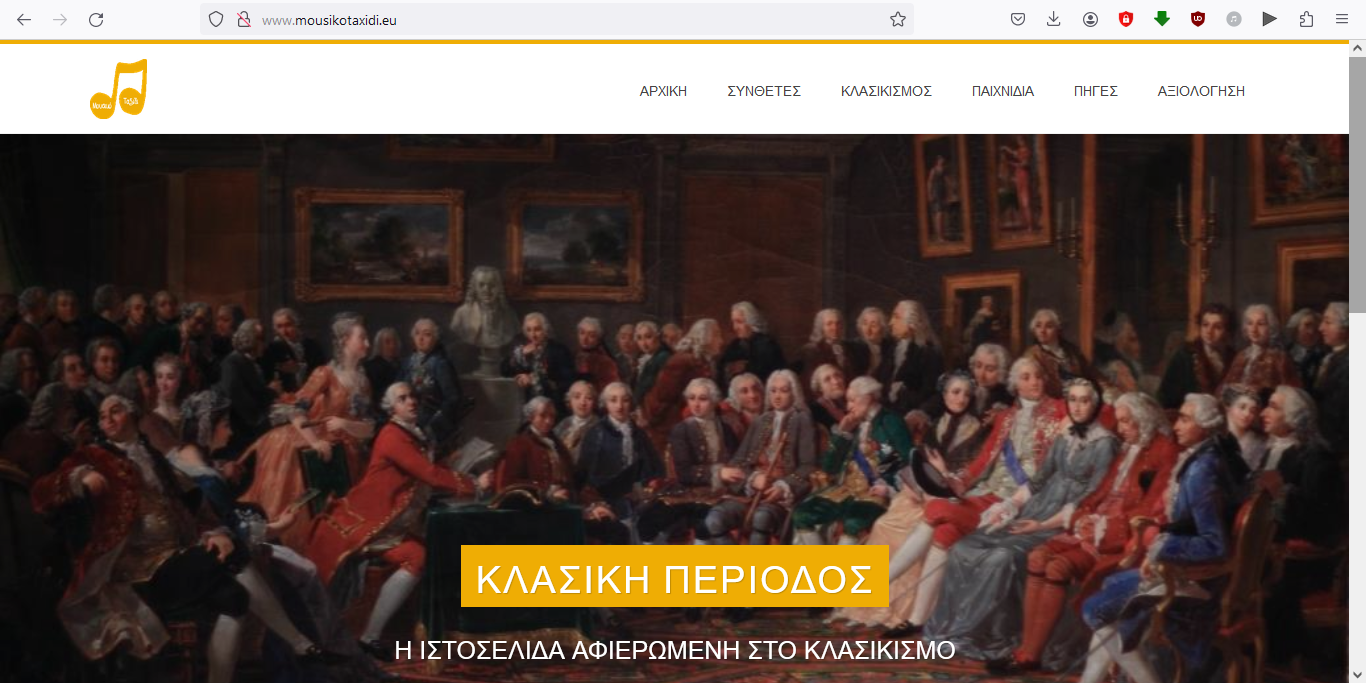 www.mousikotaxidi.eu
Μουσικό Ταξίδι
ΑΡΧΙΚΗ ΣΥΝΘΕΤΕΣ ΚΛΑΣΙΚΙΣΜΟΣ ΠΑΙΧΝΙΔΙΑ ΠΗΓΕΣ ΑΞΙΟΛΟΓΗΣΗ
ΚΛΑΣΙΚΗ ΠΕΡΙΟΔΟΣ
Η ΙΣΤΟΣΕΛΙΔΑ ΑΦΙΕΡΩΜΕΝΗ ΣΤΟ ΚΛΑΣΙΚΙΣΜΟ